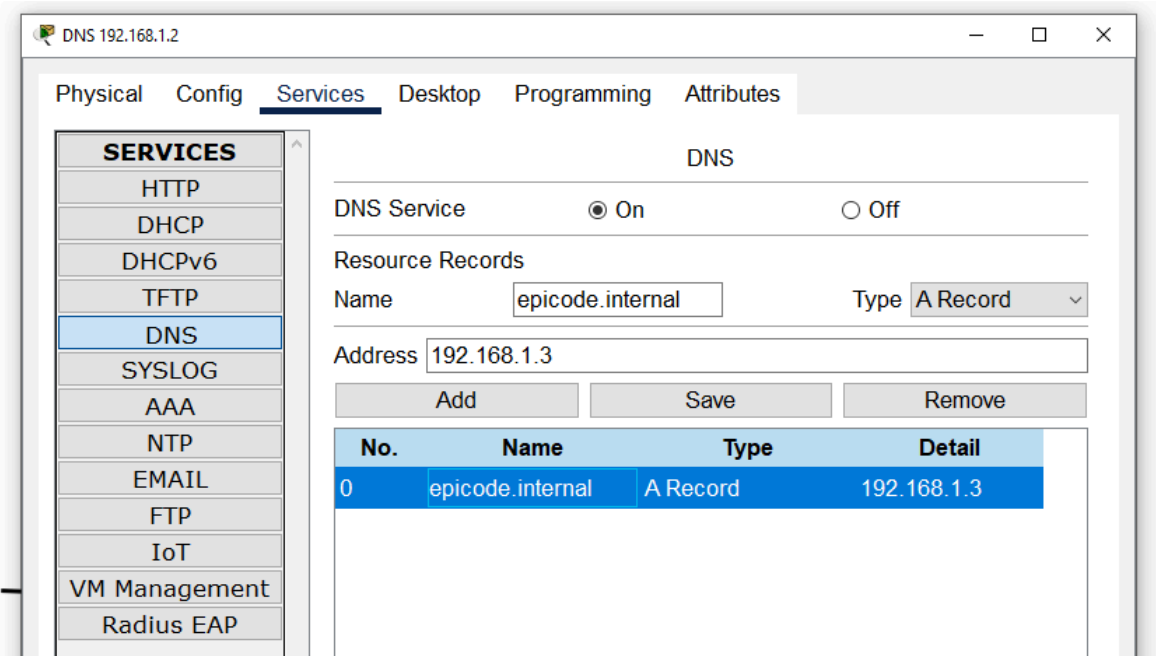 DNS 192.168.1.2
Physical Config Services Desktop Programming Attributes
SERVICES
HTTP
DHCP
DHCPv6
TFTP
DNS
SYSLOG
AAA
NTP
EMAIL
FTP
IoT
VM Management
Radius EAP
DNS
DNS Service On Off
Resource Records
Name epicode.internal Type A Record
Address 192.168.1.3
Add Save Remove
No. Name Type Detail
0 epicode.internal A Record 192.168.1.3